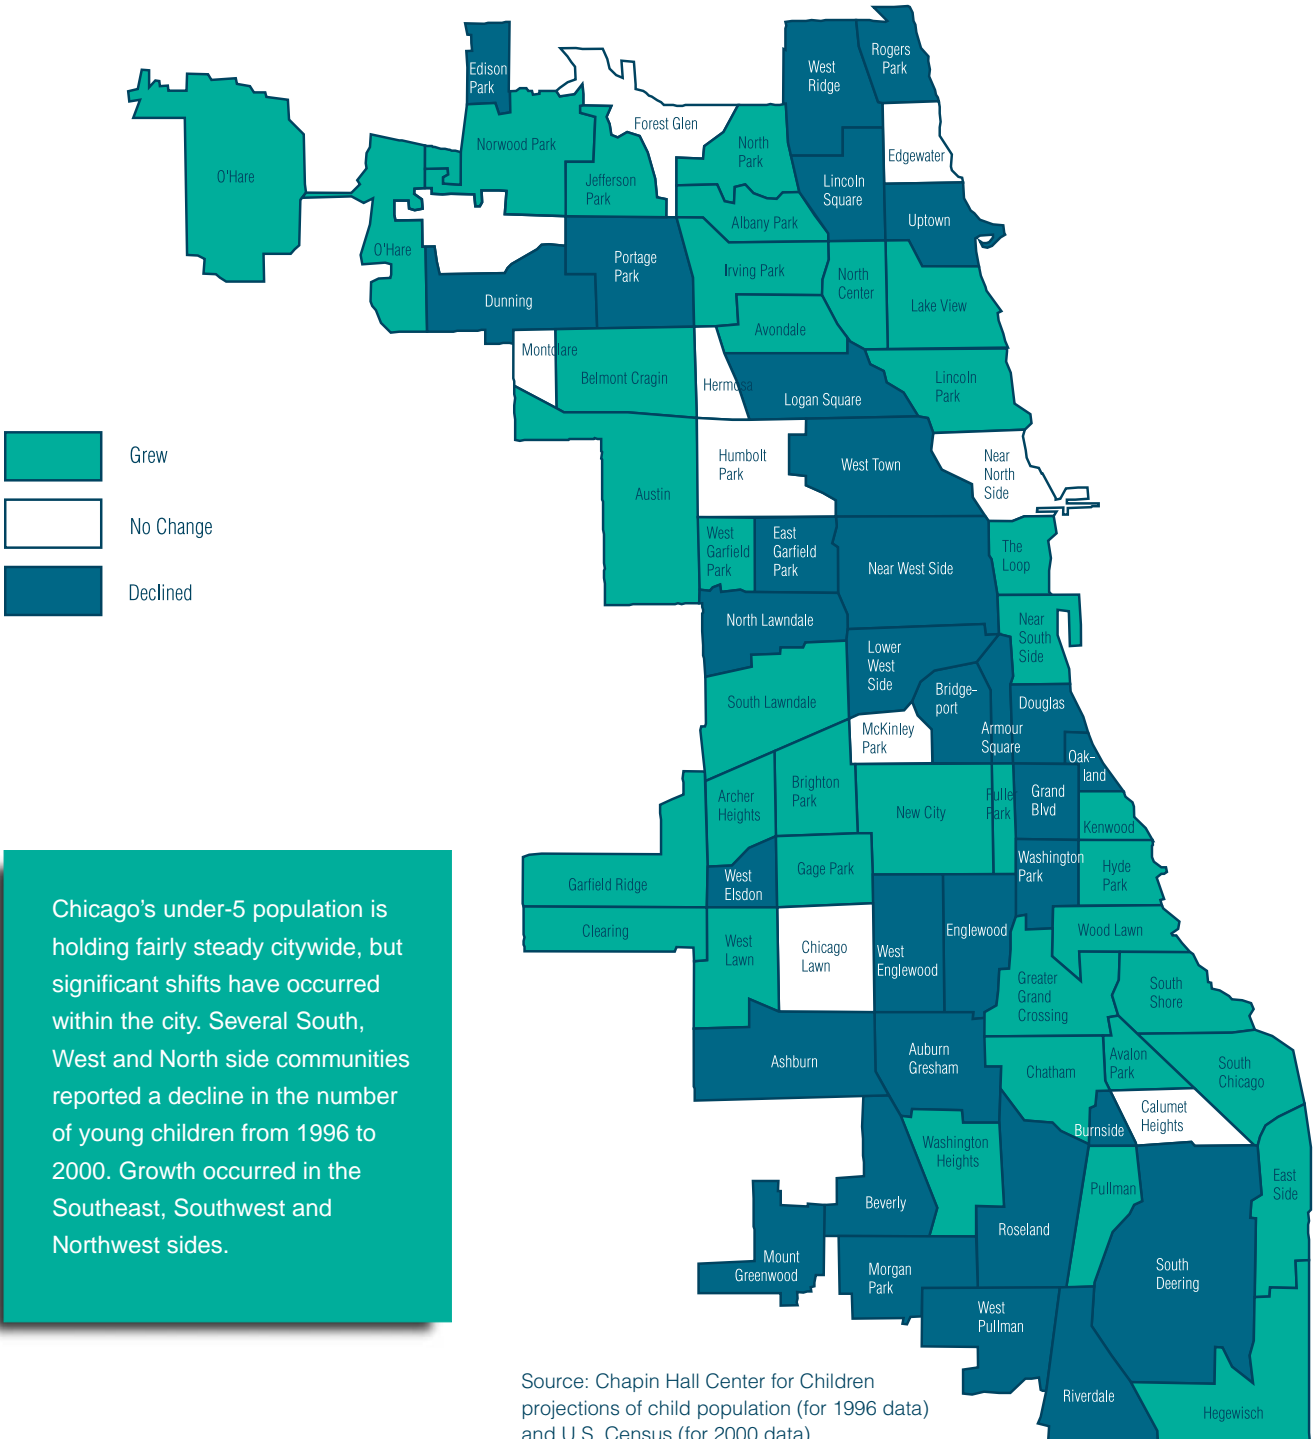 Edison
Park
West
Ridge
Rogers
Park
Forest Glen
Norwood Park
North
Park
Edgewater
O'Hare
Jefferson
Park
Lincoln
Square
Albany Park
Uptown
O'Hare
Portage
Park
Irving Park
North
Center
Dunning
Lake View
Avondale
Montclare
Belmont Cragin
Hermosa
Lincoln
Park
Logan Square
Grew
No Change
Declined
Humbolt
Park
West Town
Near
North
Side
Austin
West
Garfield
Park
East
Garfield
Park
Near West Side
The
Loop
North Lawndale
Near
South
Side
Lower
West
Side
South Lawndale
Bridge–
port
Douglas
McKinley
Park
Armour
Square
Oak–
land
Archer
Heights
Brighton
Park
New City
Fuller
Park
Grand
Blvd
Kenwood
Garfield Ridge
West
Elsdon
Gage Park
Washington
Park
Hyde
Park
Clearing
West
Lawn
Chicago
Lawn
West
Englewood
Englewood
Wood Lawn
Greater
Grand
Crossing
South
Shore
Ashburn
Auburn
Gresham
Chatham
Avalon
Park
South
Chicago
Calumet
Heights
Burnside
Washington
Heights
East
Side
Pullman
Beverly
Roseland
Mount
Greenwood
Morgan
Park
South
Deering
West
Pullman
Riverdale
Hegewisch
Chicago’s under-5 population is
holding fairly steady citywide, but
significant shifts have occurred
within the city. Several South,
West and North side communities
reported a decline in the number
of young children from 1996 to
2000. Growth occurred in the
Southeast, Southwest and
Northwest sides.
Source: Chapin Hall Center for Children
projections of child population (for 1996 data)
and U.S. Census (for 2000 data)